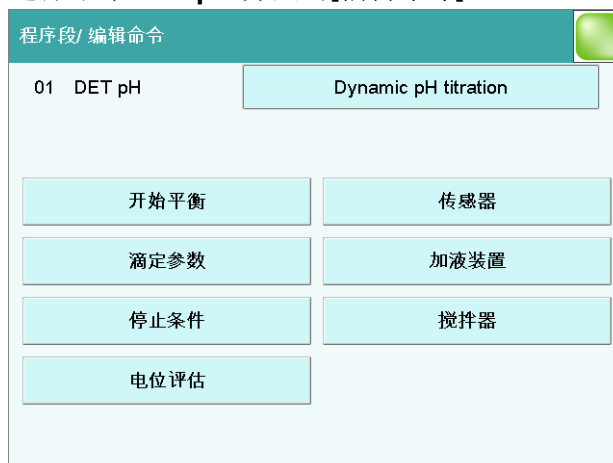 程序段/ 编辑命令
01 DET pH Dynamic pH titration
开始平衡 传感器
滴定参数 加液装置
停止条件 搅拌器
电位评估